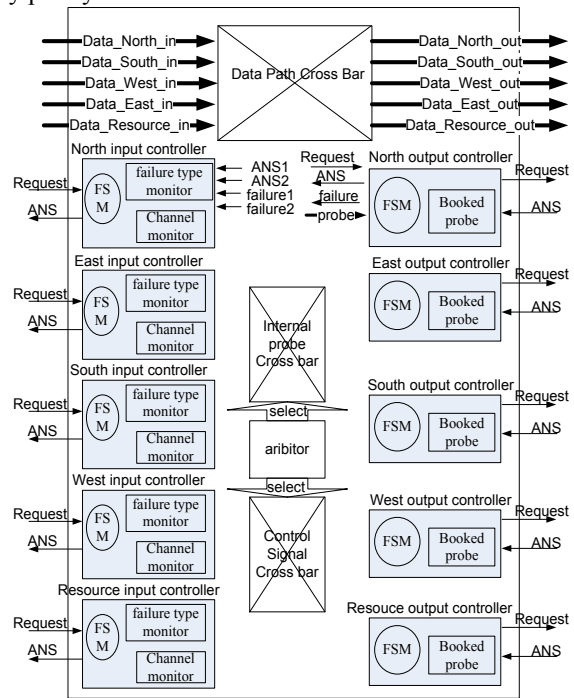 Data_North_in
Data_South_in
Data_West_in
Data_East_in
Data_Resource_in
Data Path Cross Bar
Data_North_out
Data_South_out
Data_West_out
Data_East_out
Data_Resource_out
North input controller
Request
ANS
FS
M
failure type
monitor
Channel
monitor
ANS1
ANS2
failure1
failure2
Request
ANS
failure
probe
North output controller
FSM
Booked
probe
Request
ANS
East input controller
Request
ANS
FS
M
failure type
monitor
Channel
monitor
East output controller
FSM
Booked
probe
Request
ANS
Internal
probe
Cross bar
select
aribitor
select
Control
Signal
Cross bar
South input controller
Request
ANS
FS
M
failure type
monitor
Channel
monitor
South output controller
FSM
Booked
probe
Request
ANS
West input controller
Request
ANS
FS
M
failure type
monitor
Channel
monitor
West output controller
FSM
Booked
probe
Request
ANS
Resource input controller
Request
ANS
FS
M
failure type
monitor
Channel
monitor
Resouce output controller
FSM
Booked
probe
Request
ANS